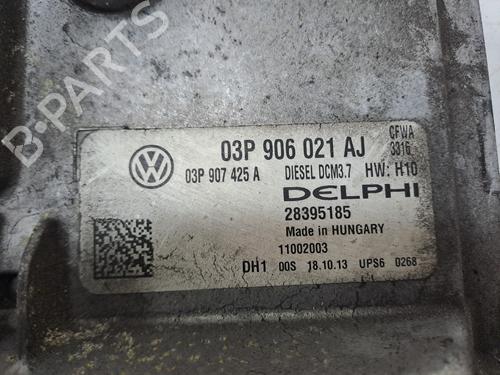 B-PARTS
03P 906 021 AJ
CFWA
3316
03P 907 425 A
DIESEL DCM3.7
HW: H10
DELPHI
28395185
Made in HUNGARY
11002003
DH1 00S 18.10.13 UPS6 0268